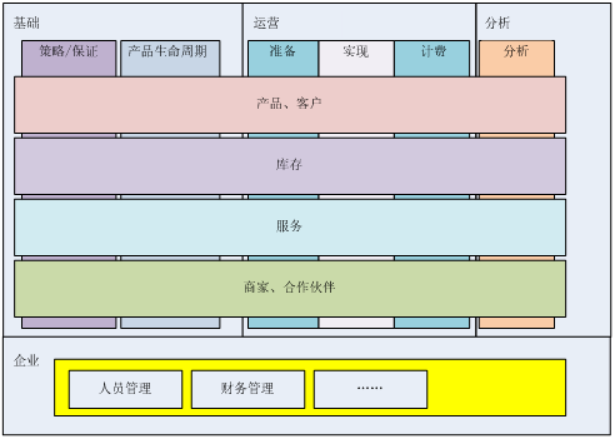 基础
运营
分析
策略/保证
产品生命周期
准备
实现
计费
分析
产品、客户
库存
服务
商家、合作伙伴
企业
人员管理
财务管理
……